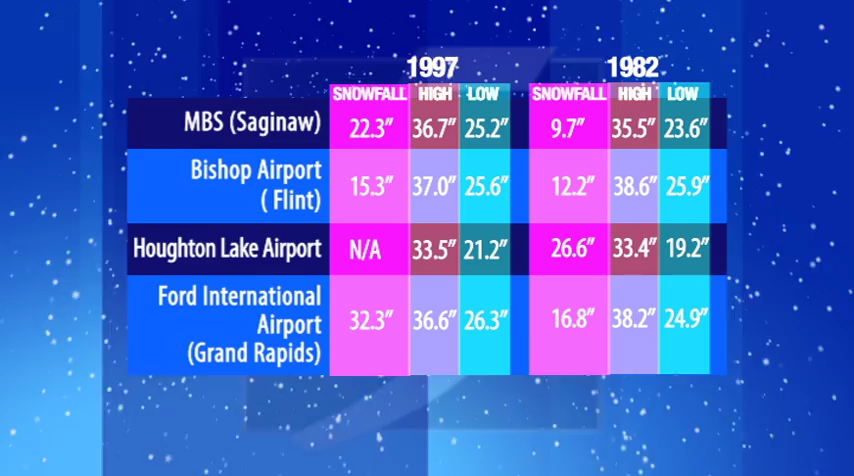 1997 1982
SNOWFALL HIGH LOW SNOWFALL HIGH LOW
MBS (Saginaw) 22.3” 36.7” 25.2” 9.7” 35.5” 23.6”
Bishop Airport
( Flint) 15.3” 37.0” 25.6” 12.2” 38.6” 25.9”
Houghton Lake Airport N/A 33.5” 21.2” 26.6” 33.4” 19.2”
Ford International
Airport 32.3” 36.6” 26.3” 16.8” 38.2” 24.9”
(Grand Rapids)